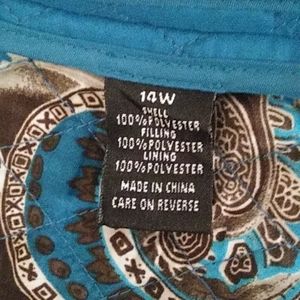 14W
SHELL
100%POLYESTER
FILLING
100%POLYESTER
LINING
100%POLYESTER
MADE IN CHINA
CARE ON REVERSE